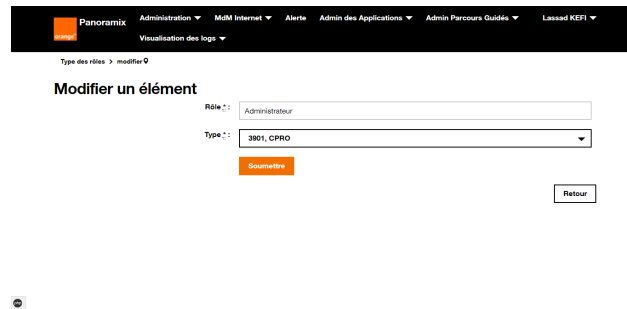 Panoramix
Administration MdM Internet Alerte Admin des Applications Admin Parcours Guidés Lassad KEFI
orange
Visualisation des logs
Type des rôles > modifier
Modifier un élément
Rôle * :
Administrateur
Type * :
3901, CPRO
Soumettre
Retour
php